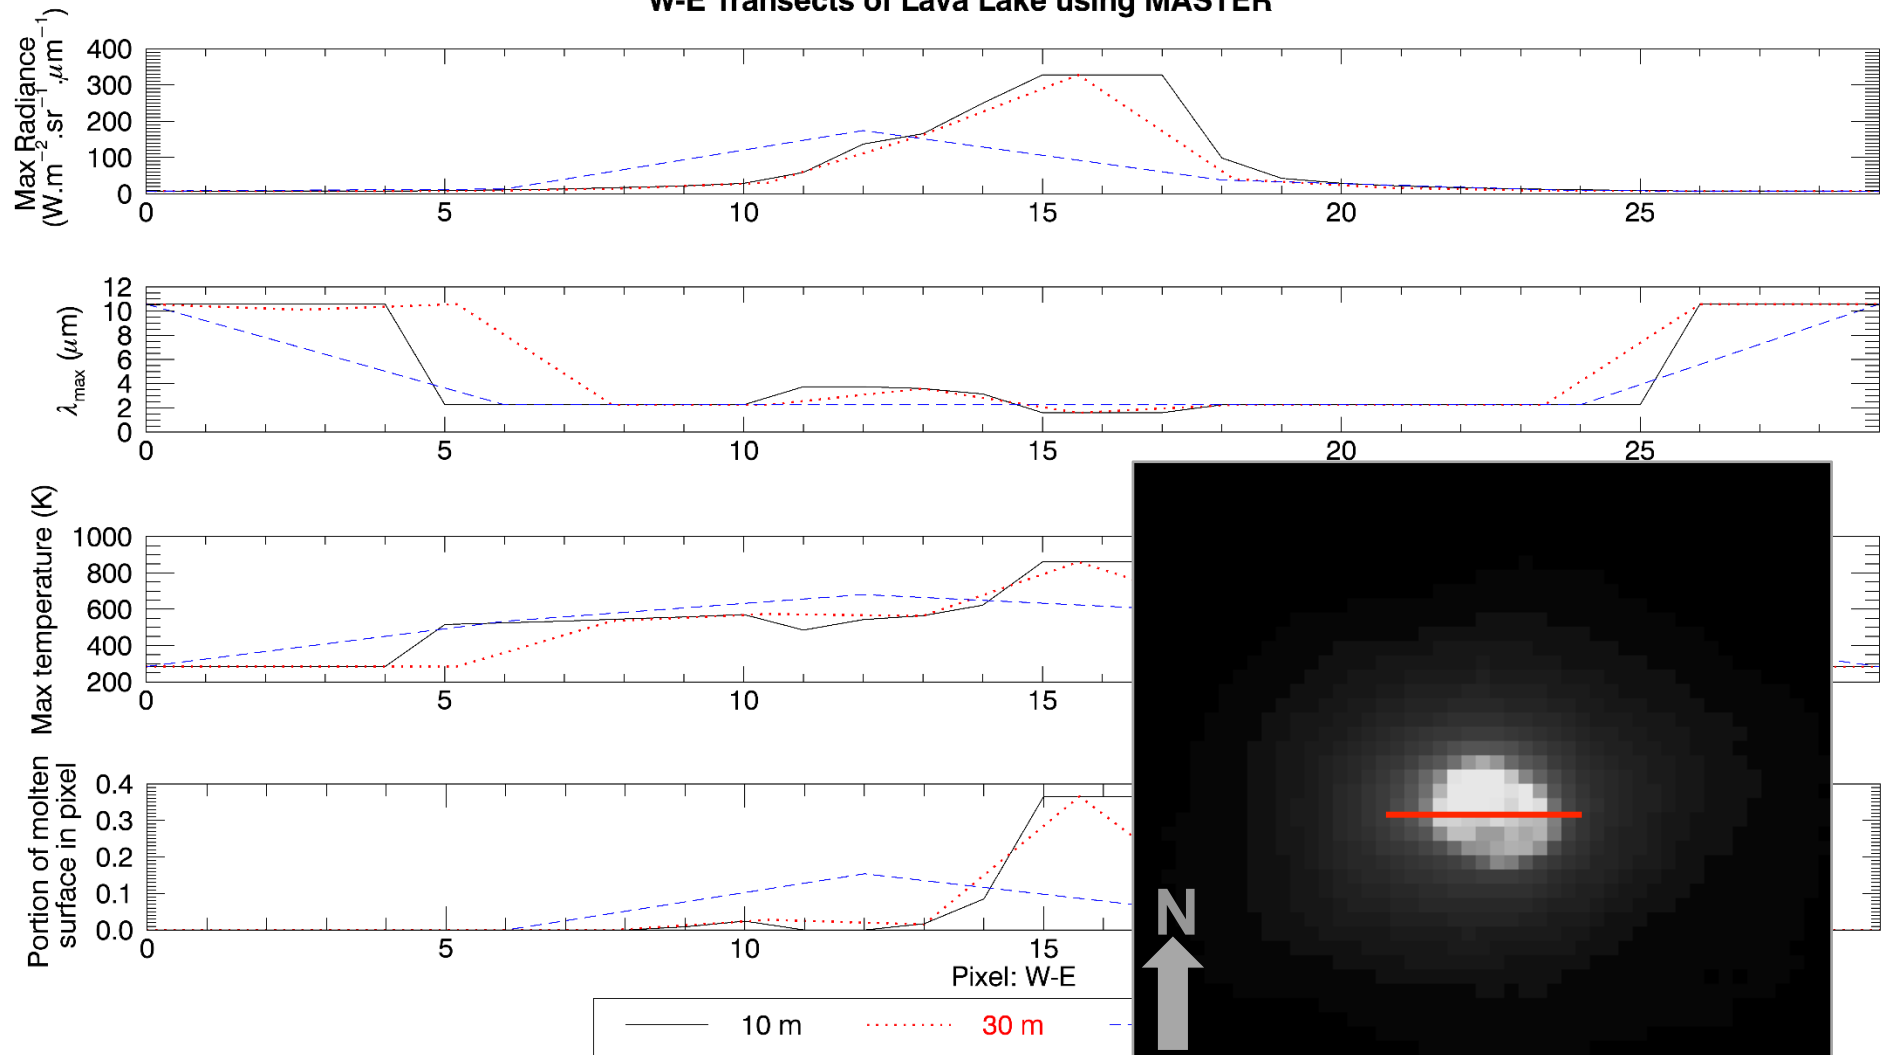 W-E Transects of Lava Lake using MASTER
Max Radiance
(W.m⁻².sr⁻¹.μm⁻¹)
400
300
200
100
0
0 5 10 15 20 25
λmax (μm)
12
10
8
6
4
2
0
0 5 10 15 20 25
Max temperature (K)
1000
800
600
400
200
0 5 10 15
Portion of molten
surface in pixel
0.4
0.3
0.2
0.1
0.0
0 5 10 15
Pixel: W-E
10 m 30 m
N